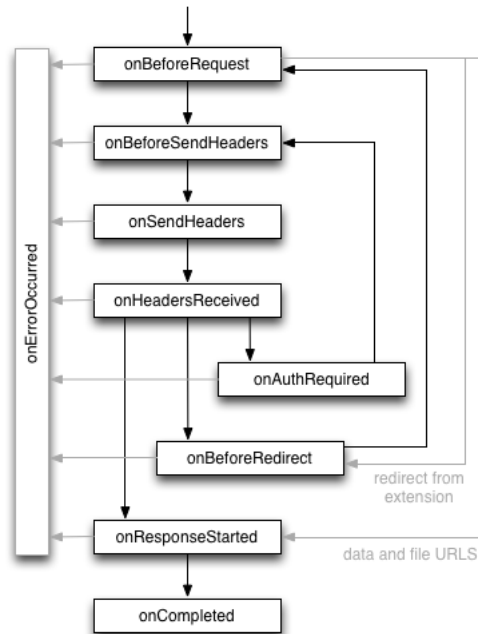 onBeforeRequest
onBeforeSendHeaders
onSendHeaders
onHeadersReceived
onErrorOccurred
onAuthRequired
onBeforeRedirect
redirect from
extension
onResponseStarted
data and file URLS
onCompleted